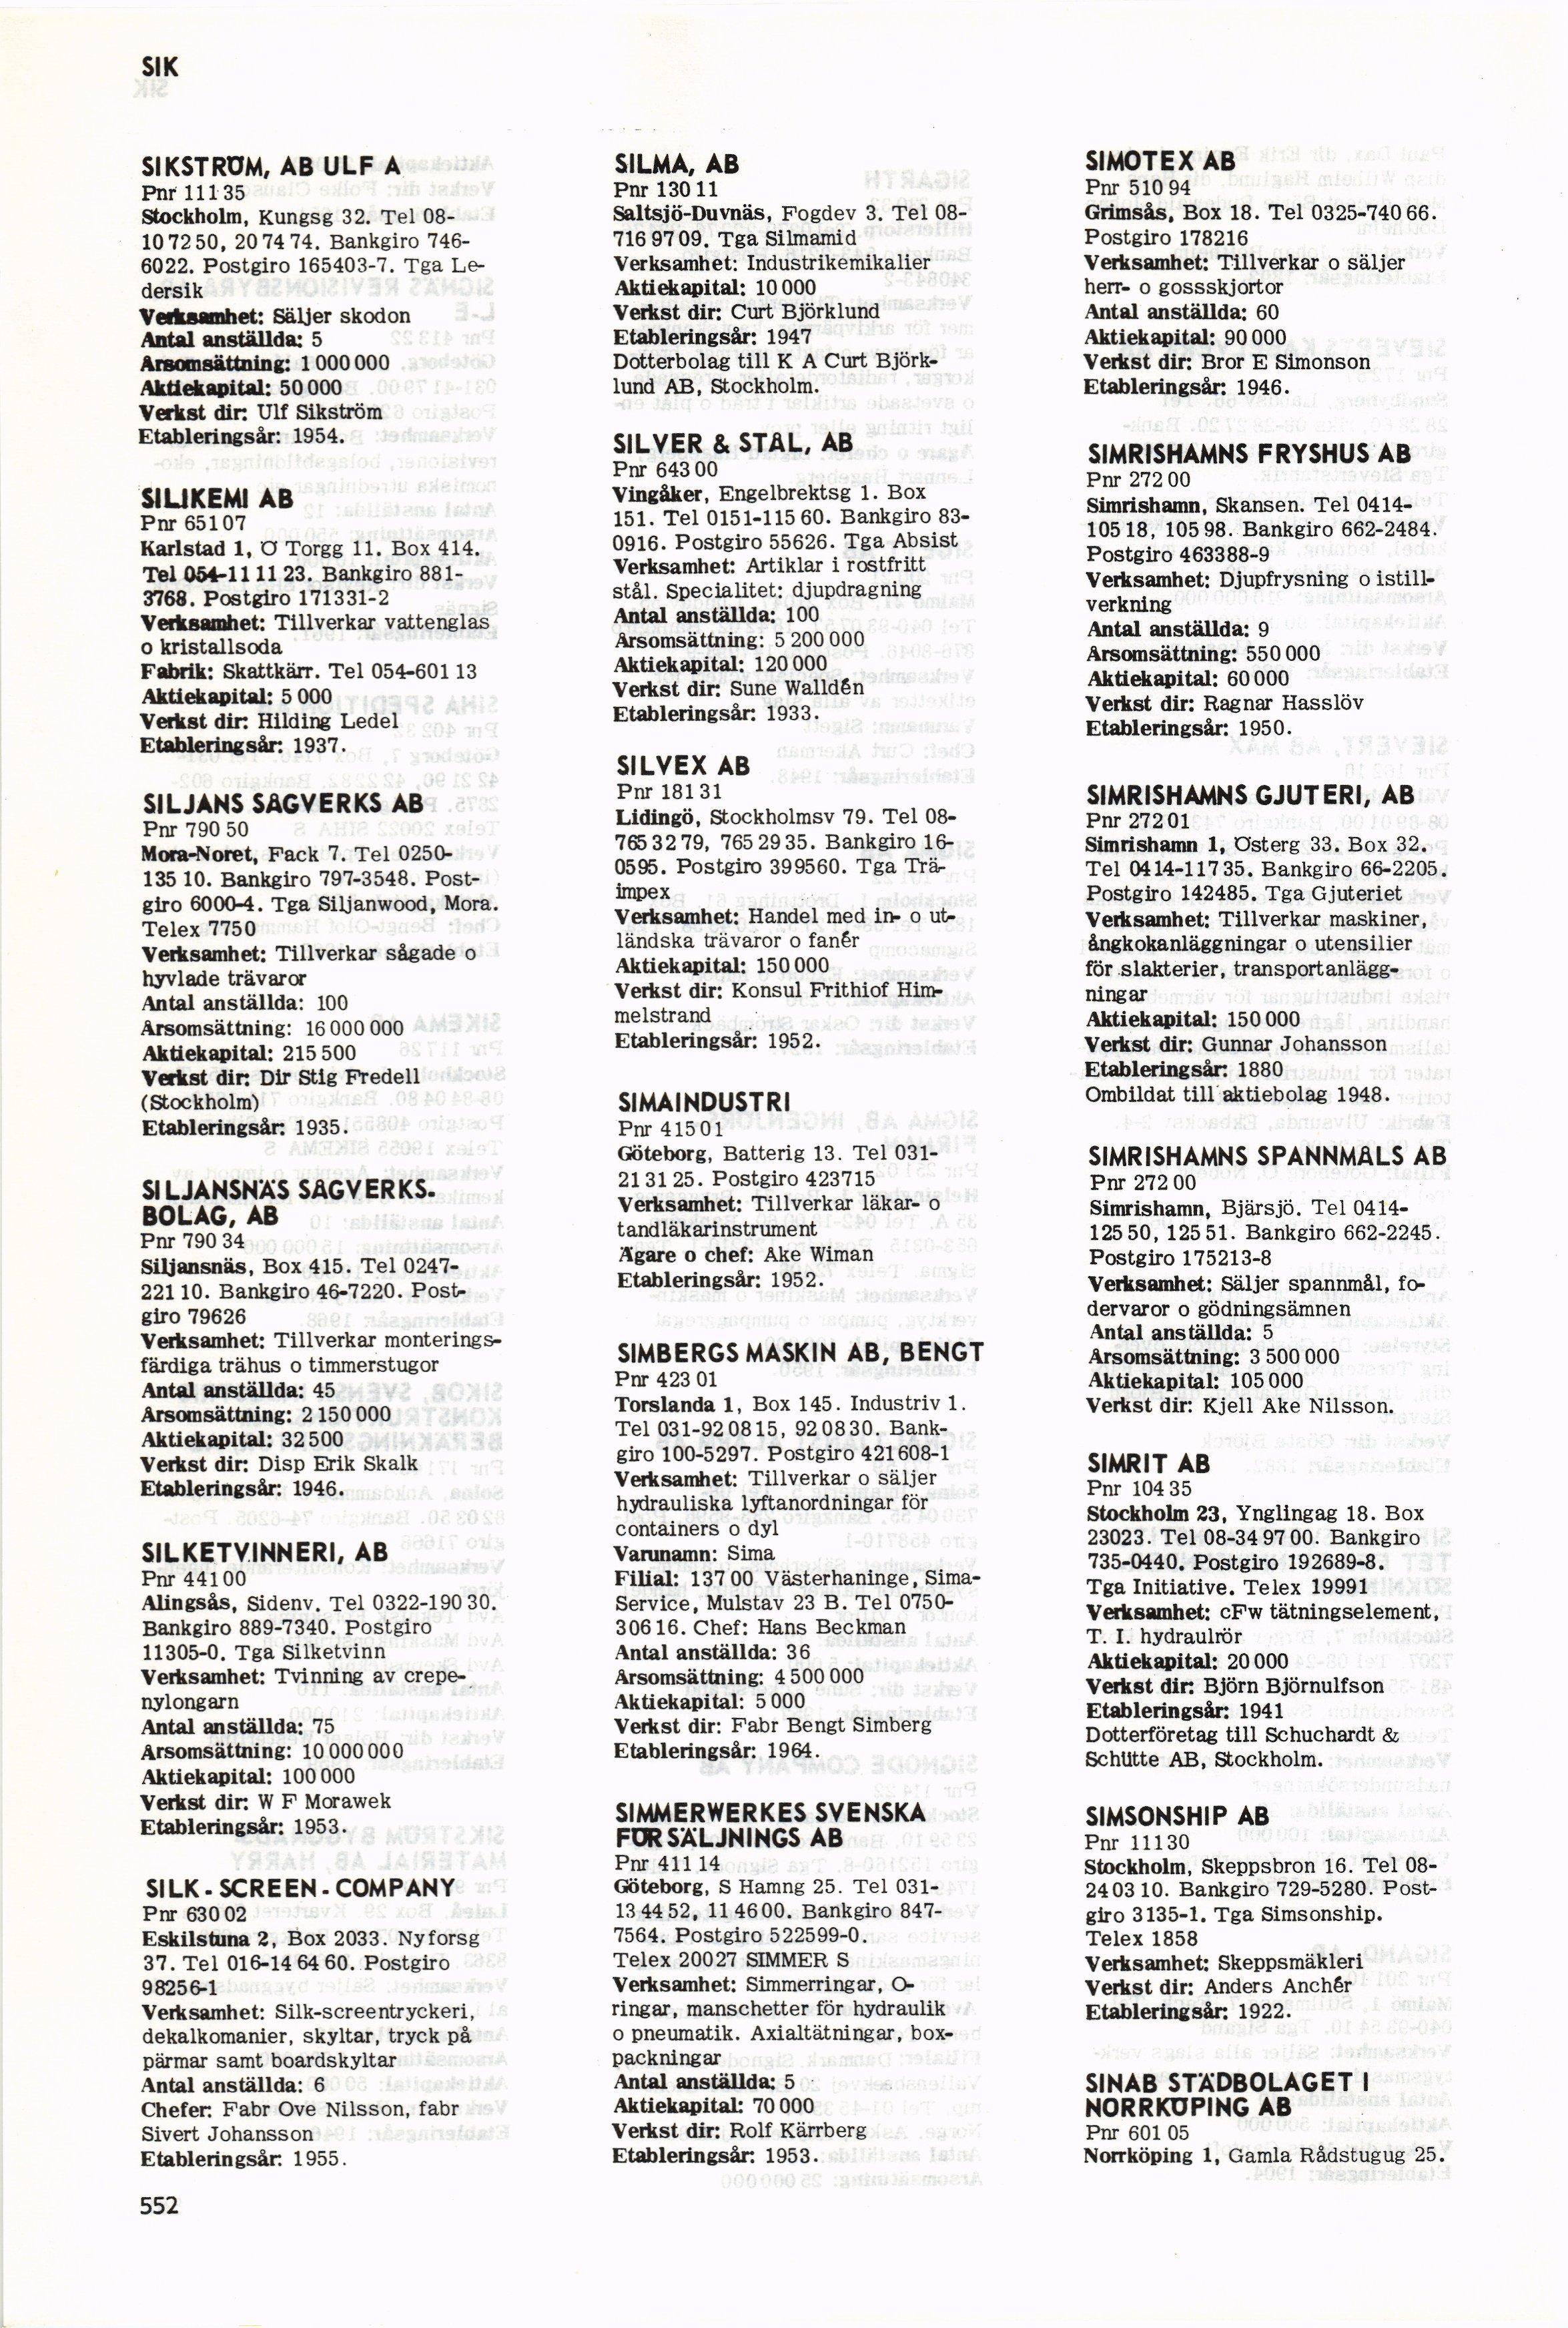 SIK
SIKSTRÖM, AB ULF A
Pnr 111 35
Stockholm, Kungsg 32. Tel 08-
10 72 50, 20 74 74. Bankgiro 746-
6022. Postgiro 165403-7. Tga Le-
dersik
Verksamhet: Säljer skodon
Antal anställda: 5
Årsomsättning: 1 000 000
Aktiekapital: 50 000
Verkst dir: Ulf Sikström
Etableringsår: 1954.
SILIKEMI AB
Pnr 651 07
Karlstad 1, Ö Torgg 11. Box 414.
Tel 054-11 11 23. Bankgiro 881-
3768. Postgiro 171331-2
Verksamhet: Tillverkar vattenglas
o kristallsoda
Fabrik: Skattkärr. Tel 054-601 13
Aktiekapital: 5 000
Verkst dir: Hilding Ledel
Etableringsår: 1937.
SILJANS SÅGVERKS AB
Pnr 790 50
Mora-Noret, Fack 7. Tel 0250-
135 10. Bankgiro 797-3548. Post-
giro 6000-4. Tga Siljanwood, Mora.
Telex 7750
Verksamhet: Tillverkar sågade o
hyvlade trävaror
Antal anställda: 100
Årsomsättning: 16 000 000
Aktiekapital: 215 500
Verkst dir: Dir Stig Fredell
(Stockholm)
Etableringsår: 1935.
SILJANSNÄS SÅGVERKS-
BOLAG, AB
Pnr 790 34
Siljansnäs, Box 415. Tel 0247-
221 10. Bankgiro 46-7220. Post-
giro 79626
Verksamhet: Tillverkar monterings-
färdiga trähus o timmerstugor
Antal anställda: 45
Årsomsättning: 2 150 000
Aktiekapital: 32 500
Verkst dir: Disp Erik Skalk
Etableringsår: 1946.
SILKETVINNERI, AB
Pnr 441 00
Alingsås, Sidenv. Tel 0322-190 30.
Bankgiro 889-7340. Postgiro
11305-0. Tga Silketvinn
Verksamhet: Tvinning av crepe-
nylongarn
Antal anställda: 75
Årsomsättning: 10 000 000
Aktiekapital: 100 000
Verkst dir: W F Morawek
Etableringsår: 1953.
SILK-SCREEN-COMPANY
Pnr 630 02
Eskilstuna 2, Box 2033. Nyforsg
37. Tel 016-14 64 60. Postgiro
98256-1
Verksamhet: Silk-screentryckeri,
dekalkomanier, skyltar, tryck på
pärmar samt boardskyltar
Antal anställda: 6
Chefer: Fabr Ove Nilsson, fabr
Sivert Johansson
Etableringsår: 1955.
552
SILMA, AB
Pnr 130 11
Saltsjö-Duvnäs, Fogdev 3. Tel 08-
716 97 09. Tga Silmamid
Verksamhet: Industrikemikalier
Aktiekapital: 10 000
Verkst dir: Curt Björklund
Etableringsår: 1947
Dotterbolag till K A Curt Björk-
lund AB, Stockholm.
SILVER & STÅL, AB
Pnr 643 00
Vingåker, Engelbrektsg 1. Box
151. Tel 0151-115 60. Bankgiro 83-
0916. Postgiro 55626. Tga Absist
Verksamhet: Artiklar i rostfritt
stål. Specialitet: djupdragning
Antal anställda: 100
Årsomsättning: 5 200 000
Aktiekapital: 120 000
Verkst dir: Sune Walldén
Etableringsår: 1933.
SILVEX AB
Pnr 181 31
Lidingö, Stockholmsv 79. Tel 08-
765 32 79, 765 29 35. Bankgiro 16-
0595. Postgiro 399560. Tga Trä-
impex
Verksamhet: Handel med in- o ut-
ländska trävaror o fanér
Aktiekapital: 150 000
Verkst dir: Konsul Frithiof Him-
melstrand
Etableringsår: 1952.
SIMAINDUSTRI
Pnr 415 01
Göteborg, Batterig 13. Tel 031-
21 31 25. Postgiro 423715
Verksamhet: Tillverkar läkar- o
tandläkarinstrument
Ägare o chef: Åke Wiman
Etableringsår: 1952.
SIMBERGS MASKIN AB, BENGT
Pnr 423 01
Torslanda 1, Box 145. Industriv 1.
Tel 031-92 08 15, 92 08 30. Bank-
giro 100-5297. Postgiro 421608-1
Verksamhet: Tillverkar o säljer
hydrauliska lyftanordningar för
containers o dyl
Varunamn: Sima
Filial: 137 00 Västerhaninge, Sima-
Service, Mulstav 23 B. Tel 0750-
306 16. Chef: Hans Beckman
Antal anställda: 36
Årsomsättning: 4 500 000
Aktiekapital: 5 000
Verkst dir: Fabr Bengt Simberg
Etableringsår: 1964.
SIMMERWERKES SVENSKA
FÖRSÄLJNINGS AB
Pnr 411 14
Göteborg, S Hamng 25. Tel 031-
13 44 52, 11 46 00. Bankgiro 847-
7564. Postgiro 522599-0.
Telex 20027 SIMMER S
Verksamhet: Simmerringar, O-
ringar, manschetter för hydraulik
o pneumatik. Axialtätningar, box-
packningar
Antal anställda: 5
Aktiekapital: 70 000
Verkst dir: Rolf Kärrberg
Etableringsår: 1953.
SIMOTEX AB
Pnr 510 94
Grimsås, Box 18. Tel 0325-740 66.
Postgiro 178216
Verksamhet: Tillverkar o säljer
herr- o gossskjortor
Antal anställda: 60
Aktiekapital: 90 000
Verkst dir: Bror E Simonson
Etableringsår: 1946.
SIMRISHAMNS FRYSHUS AB
Pnr 272 00
Simrishamn, Skansen. Tel 0414-
105 18, 105 98. Bankgiro 662-2484.
Postgiro 463388-9
Verksamhet: Djupfrysning o istill-
verkning
Antal anställda: 9
Årsomsättning: 550 000
Aktiekapital: 60 000
Verkst dir: Ragnar Hasslöv
Etableringsår: 1950.
SIMRISHAMNS GJUTERI, AB
Pnr 272 01
Simrishamn 1, Österg 33. Box 32.
Tel 0414-117 35. Bankgiro 66-2205.
Postgiro 142485. Tga Gjuteriet
Verksamhet: Tillverkar maskiner,
ångkokanläggningar o utensilier
för slakterier, transportanlägg-
ningar
Aktiekapital: 150 000
Verkst dir: Gunnar Johansson
Etableringsår: 1880
Ombildat till aktiebolag 1948.
SIMRISHAMNS SPANNMÅLS AB
Pnr 272 00
Simrishamn, Bjärsjö. Tel 0414-
125 50, 125 51. Bankgiro 662-2245.
Postgiro 175213-8
Verksamhet: Säljer spannmål, fo-
dervaror o gödningsämnen
Antal anställda: 5
Årsomsättning: 3 500 000
Aktiekapital: 105 000
Verkst dir: Kjell Åke Nilsson.
SIMRIT AB
Pnr 104 35
Stockholm 23, Ynglingag 18. Box
23023. Tel 08-34 97 00. Bankgiro
735-0440. Postgiro 192689-8.
Tga Initiative. Telex 19991
Verksamhet: cFw tätningselement,
T. I. hydraulrör
Aktiekapital: 20 000
Verkst dir: Björn Björnulfson
Etableringsår: 1941
Dotterföretag till Schuchardt &
Schütte AB, Stockholm.
SIMSONSHIP AB
Pnr 111 30
Stockholm, Skeppsbron 16. Tel 08-
24 03 10. Bankgiro 729-5280. Post-
giro 3135-1. Tga Simsonship.
Telex 1858
Verksamhet: Skeppsmäkleri
Verkst dir: Anders Anchér
Etableringsår: 1922.
SINAB STÄDBOLAGET I
NORRKÖPING AB
Pnr 601 05
Norrköping 1, Gamla Rådstugug 25.